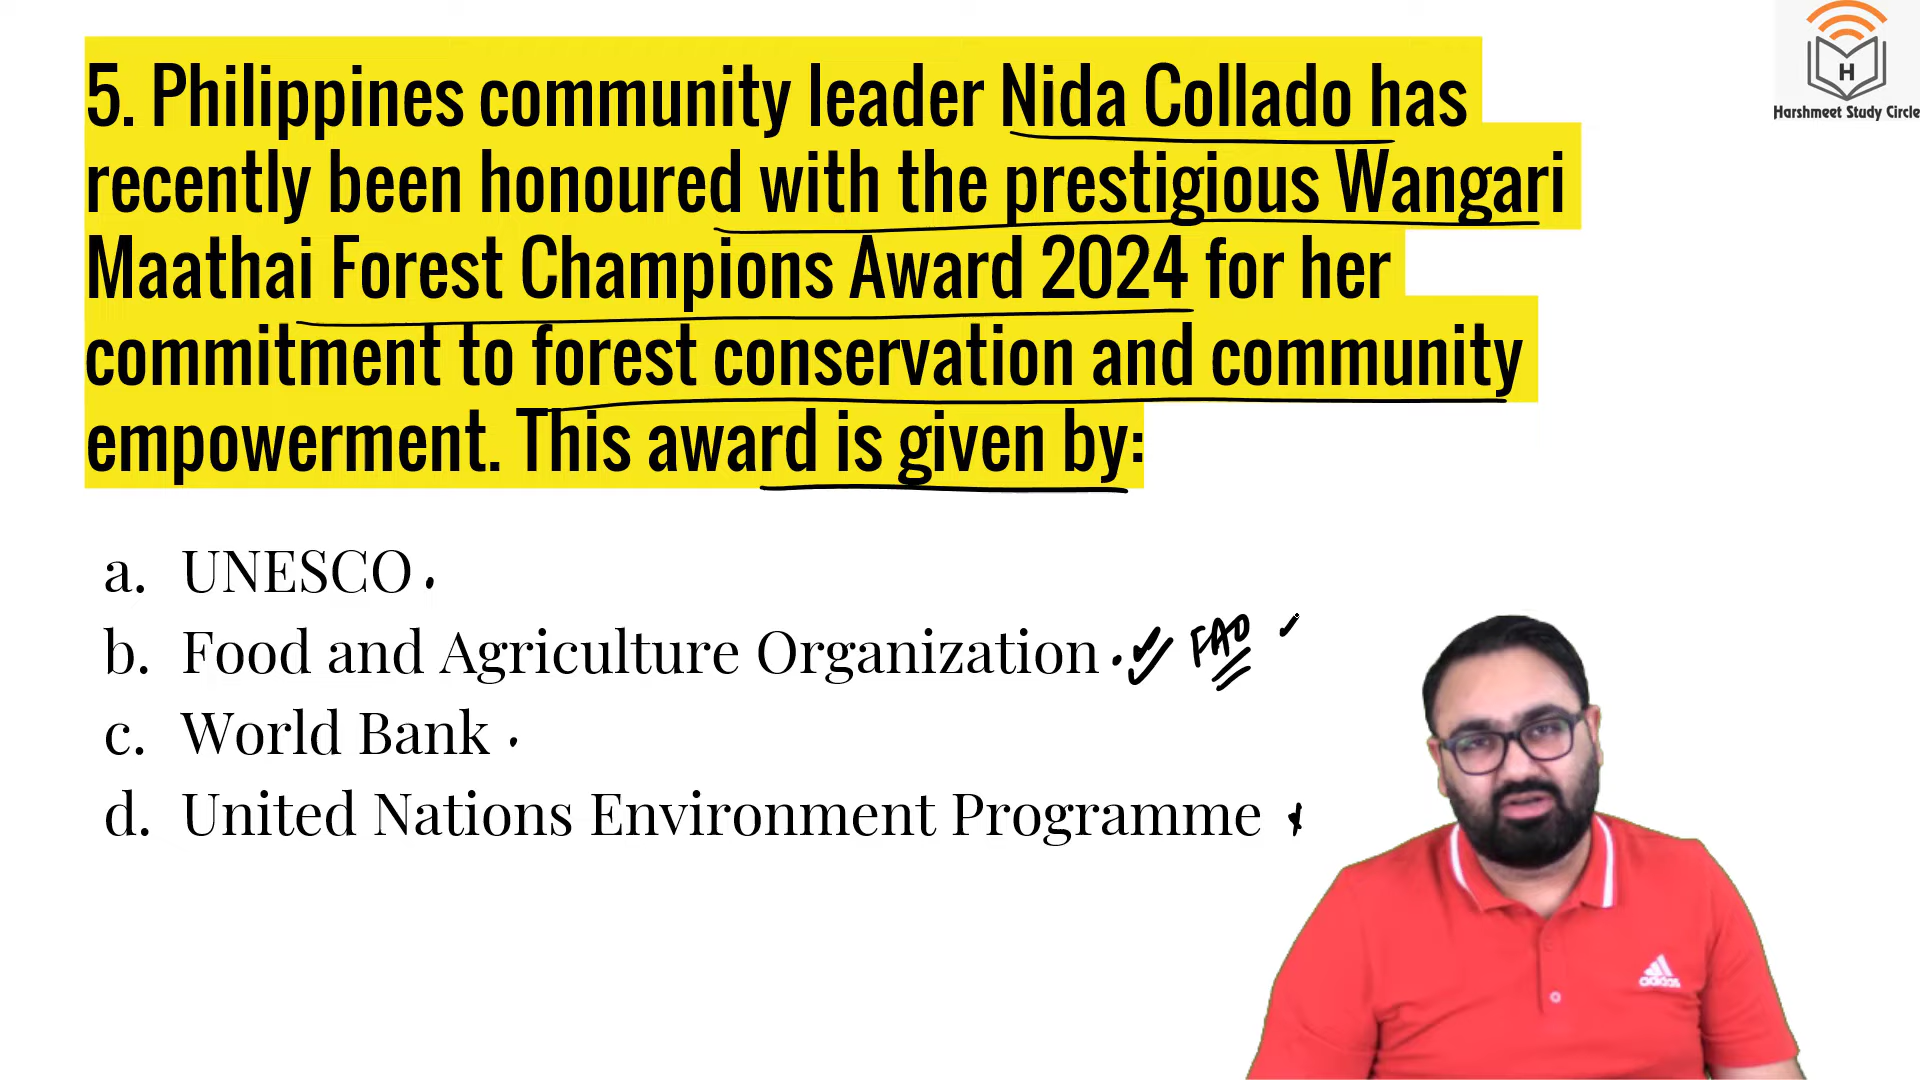 5. Philippines community leader Nida Collado has
recently been honoured with the prestigious Wangari
Maathai Forest Champions Award 2024 for her
commitment to forest conservation and community
empowerment. This award is given by:
a. UNESCO
b. Food and Agriculture Organization
FAO
c. World Bank
d. United Nations Environment Programme
H
Harshmeet Study Circle
adidas